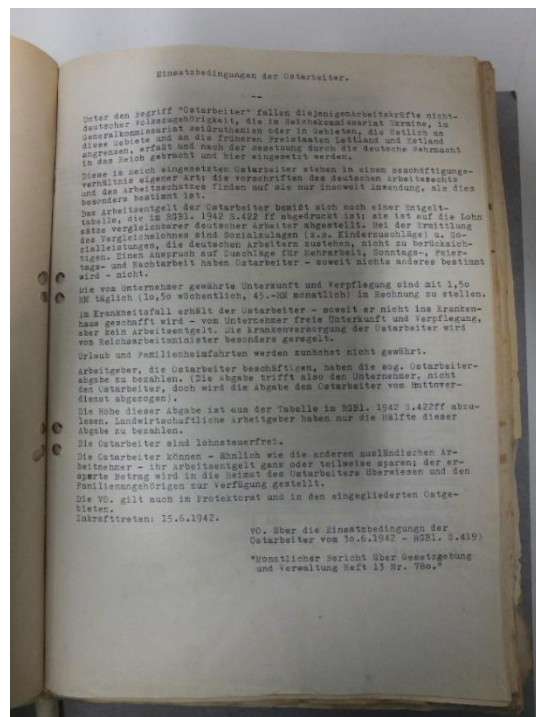 Einsatzbedingungen der Ostarbeiter.
--
Unter den Begriff "Ostarbeiter" fallen diejenigenArbeitskräfte nicht-
deutscher Volkszugehörigkeit, die im Reichskommissariat Ukraine, im
Generalkommissariat Weißruthenien oder in Gebieten, die östlich an
diese Gebiete und an die früheren Freistaaten Lettland und Estland
angrenzen, erfaßt und nach der Besetzung durch die deutsche Wehrmacht
in das Reich gebracht und hier eingesetzt werden.
Diese im Reich eingesetzten Ostarbeiter stehen in einem Beschäftigungs-
verhältnis eigener Art; die Vorschriften des deutschen Arbeitsrechts
und des Arbeitsschutzes finden auf sie nur insoweit Anwendung, als dies
besonders bestimmt ist.
Das Arbeitsentgelt der Ostarbeiter bemißt sich nach einer Entgelt-
tabelle, die im RGBl. 1942 S.422 ff abgedruckt ist; sie ist auf die Lohn
sätze vergleichbarer deutscher Arbeiter abgestellt. Bei der Ermittlung
des Vergleichslohnes sind Sozialzulagen (z.B. Kinderzuschläge) u. So-
zialleistungen, die deutschen Arbeitern zustehen, nicht zu berücksich-
tigen. Einen Anspruch auf Zuschläge für Mehrarbeit, Sonntags-, Feier-
tags- und Nachtarbeit haben Ostarbeiter - soweit nichts anderes bestimmt
wird - nicht.
Die vom Unternehmer gewährte Unterkunft und Verpflegung sind mit 1,50
RM täglich (10,50 wöchentlich, 45.-RM monatlich) in Rechnung zu stellen.
Im Krankheitsfall erhält der Ostarbeiter - soweit er nicht ins Kranken-
haus geschafft wird - vom Unternehmer freie Unterkunft und Verpflegung,
aber kein Arbeitsentgelt. Die Krankenversorgung der Ostarbeiter wird
vom Reichsarbeitsminister besonders geregelt.
Urlaub und Familienheimfahrten werden zunächst nicht gewährt.
Arbeitgeber, die Ostarbeiter beschäftigen, haben die sog. Ostarbeiter-
abgabe zu bezahlen. (Die Abgabe trifft also den Unternehmer, nicht
den Ostarbeiter, doch wird die Abgabe dem Ostarbeiter vom Buttover-
dienst abgezogen).
Die Höhe dieser Abgabe ist aus der Tabelle im RGBl. 1942 S.422ff abzu-
lesen. Landwirtschaftliche Arbeitgeber haben nur die Hälfte dieser
Abgabe zu bezahlen.
Die Ostarbeiter sind lohnsteuerfrei.
Die Ostarbeiter können - ähnlich wie die anderen ausländischen Ar-
beitnehmer - ihr Arbeitsentgelt ganz oder teilweise sparen; der er-
sparte Betrag wird in die Heimat des Ostarbeiters überwiesen und den
Familienangehörigen zur Verfügung gestellt.
Die VO. gilt auch im Protektorat und in den eingegliederten Ostge-
bieten.
Inkrafttreten: 15.6.1942.
VO. über die Einsatzbedingungn der
Ostarbeiter vom 30.6.1942 - RGBl. S.419)
"Monatlicher Bericht über Gesetzgebung
und Verwaltung Heft 13 Nr. 780."